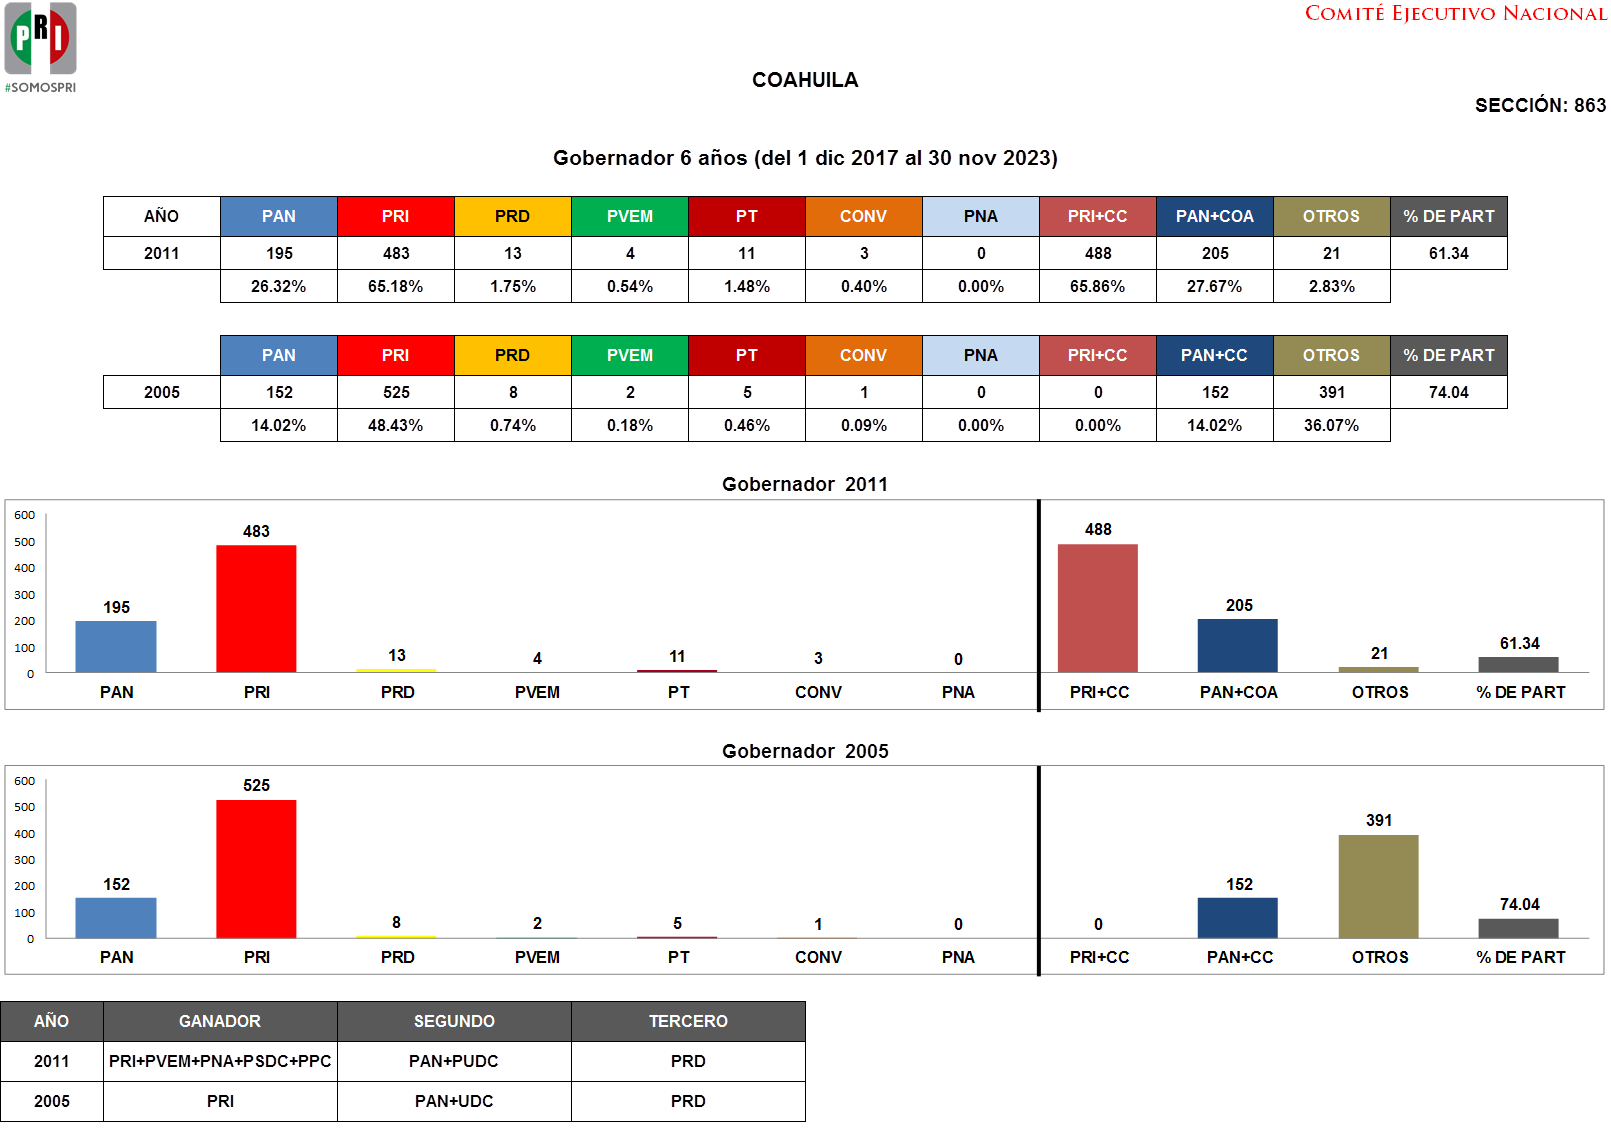 PRI
#SOMOSPRI
COMITÉ EJECUTIVO NACIONAL
COAHUILA
SECCIÓN: 863
Gobernador 6 años (del 1 dic 2017 al 30 nov 2023)
AÑO PAN PRI PRD PVEM PT CONV PNA PRI+CC PAN+COA OTROS % DE PART
2011 195 483 13 4 11 3 0 488 205 21 61.34
26.32% 65.18% 1.75% 0.54% 1.48% 0.40% 0.00% 65.86% 27.67% 2.83%
PAN PRI PRD PVEM PT CONV PNA PRI+CC PAN+CC OTROS % DE PART
2005 152 525 8 2 5 1 0 0 152 391 74.04
14.02% 48.43% 0.74% 0.18% 0.46% 0.09% 0.00% 0.00% 14.02% 36.07%
Gobernador 2011
600
500
400
300
200
100
0
195 483 13 4 11 3 0 488 205 21 61.34
PAN PRI PRD PVEM PT CONV PNA PRI+CC PAN+COA OTROS % DE PART
Gobernador 2005
600
500
400
300
200
100
0
152 525 8 2 5 1 0 0 152 391 74.04
PAN PRI PRD PVEM PT CONV PNA PRI+CC PAN+CC OTROS % DE PART
AÑO GANADOR SEGUNDO TERCERO
2011 PRI+PVEM+PNA+PSDC+PPC PAN+PUDC PRD
2005 PRI PAN+UDC PRD